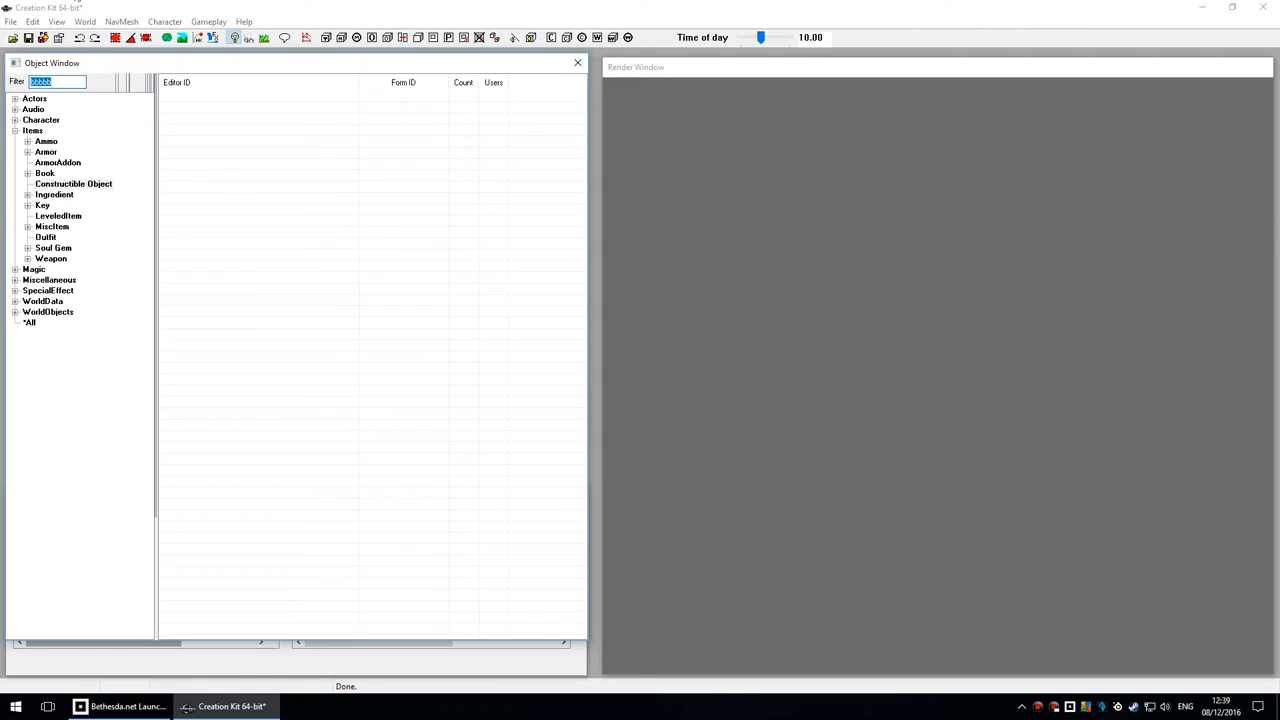 Creation Kit 64-bit*
File Edit View World NavMesh Character Gameplay Help
Time of day 10.00
Object Window
Render Window
Filter bbbbb
Editor ID Form ID Count Users
Actors
Audio
Character
Items
Ammo
Armor
ArmorAddon
Book
Constructible Object
Ingredient
Key
LeveledItem
MiscItem
Outfit
Soul Gem
Weapon
Magic
Miscellaneous
SpecialEffect
WorldData
WorldObjects
*All
Done.
Bethesda.net Launc...
Creation Kit 64-bit*
ENG
12:39
08/12/2016